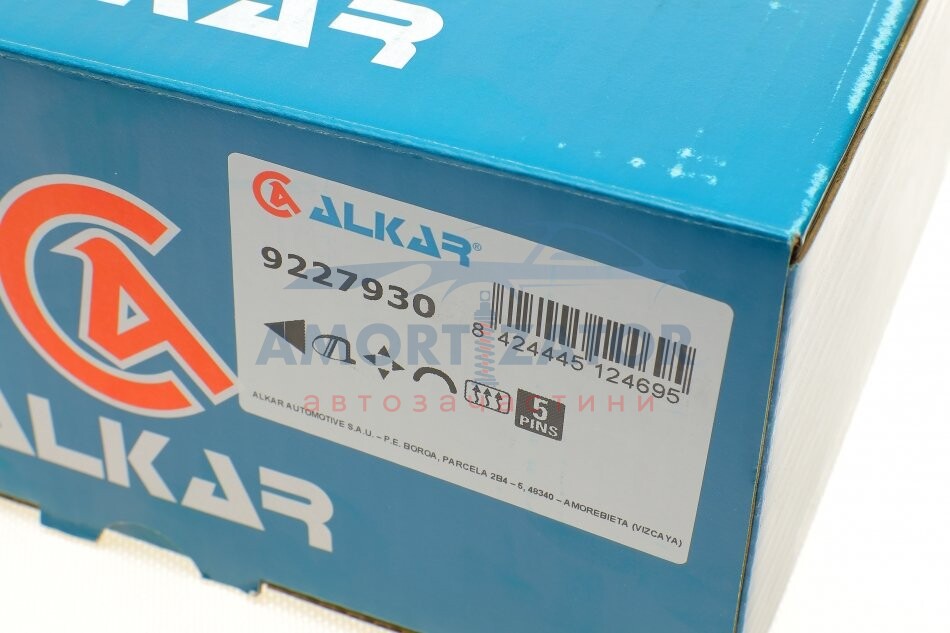 ALKAR
ALKAR®
9227930
8 424445 124695
AMORTIZATOR
автозапчастини
5
PINS
ALKAR AUTOMOTIVE S.A.U. – P.E. BOROA, PARCELA 2B4 – 5, 48340 – AMOREBIETA (VIZCAYA)
ALKAR